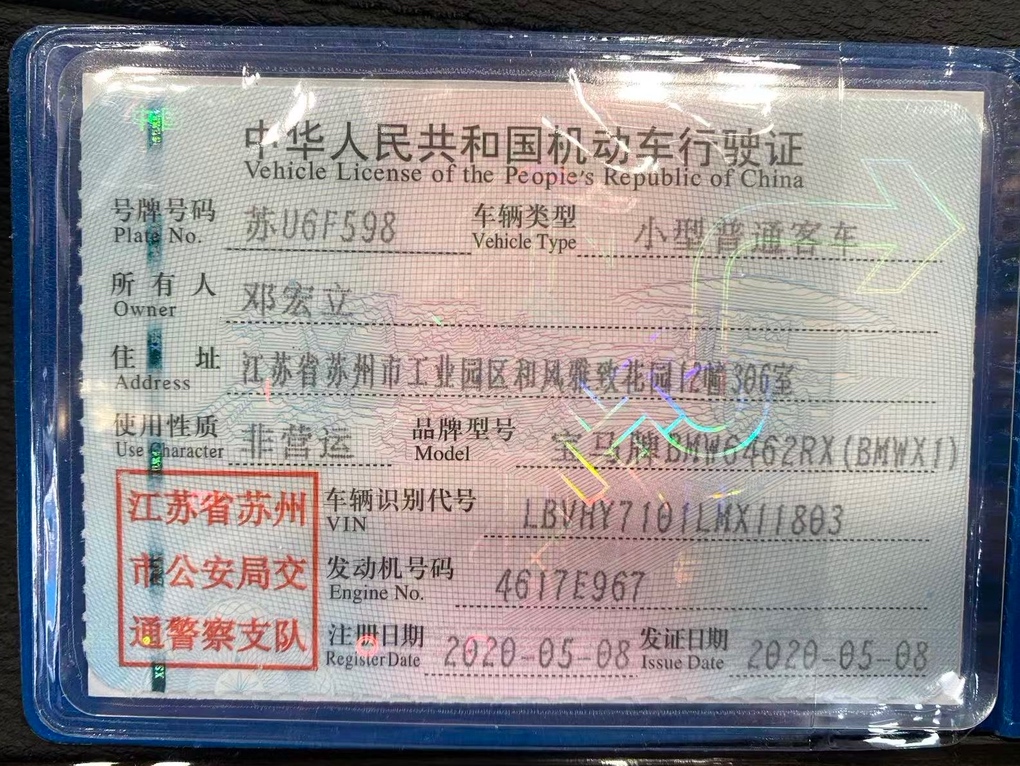 中华人民共和国机动车行驶证
Vehicle License of the People's Republic of China
号牌号码 苏U6F598 车辆类型 小型普通客车
Plate No. Vehicle Type
所有人 邓宏立
Owner
住址 江苏省苏州市工业园区和风雅致花园12幢306室
Address
使用性质 非营运 品牌型号 宝马牌BMW6462RX(BMWX1)
Use Character Model
江苏省苏州 车辆识别代号 LBVHY7101LMX11803
VIN
市公安局交 发动机号码 4617E967
Engine No.
通警察支队 注册日期 2020-05-08 发证日期 2020-05-08
Register Date Issue Date